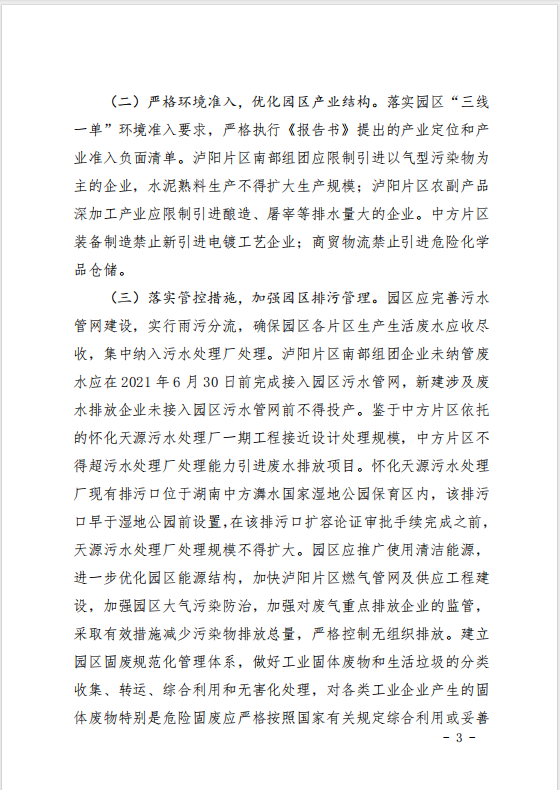 （二）严格环境准入，优化园区产业结构。落实园区“三线
一单”环境准入要求，严格执行《报告书》提出的产业定位和产
业准入负面清单。泸阳片区南部组团应限制引进以气型污染物为
主的企业，水泥熟料生产不得扩大生产规模；泸阳片区农副产品
深加工产业应限制引进酿造、屠宰等排水量大的企业。中方片区
装备制造禁止新引进电镀工艺企业；商贸物流禁止引进危险化学
品仓储。
（三）落实管控措施，加强园区排污管理。园区应完善污水
管网建设，实行雨污分流，确保园区各片区生产生活废水应收尽
收，集中纳入污水处理厂处理。泸阳片区南部组团企业未纳管废
水应在 2021 年 6 月 30 日前完成接入园区污水管网，新建涉及废
水排放企业未接入园区污水管网前不得投产。鉴于中方片区依托
的怀化天源污水处理厂一期工程接近设计处理规模，中方片区不
得超污水处理厂处理能力引进废水排放项目。怀化天源污水处理
厂现有排污口位于湖南中方㵲水国家湿地公园保育区内，该排污
口早于湿地公园前设置，在该排污口扩容论证审批手续完成之前，
天源污水处理厂处理规模不得扩大。园区应推广使用清洁能源，
进一步优化园区能源结构，加快泸阳片区燃气管网及供应工程建
设，加强园区大气污染防治，加强对废气重点排放企业的监管，
采取有效措施减少污染物排放总量，严格控制无组织排放。建立
园区固废规范化管理体系，做好工业固体废物和生活垃圾的分类
收集、转运、综合利用和无害化处理，对各类工业企业产生的固
体废物特别是危险固废应严格按照国家有关规定综合利用或妥善
- 3 -